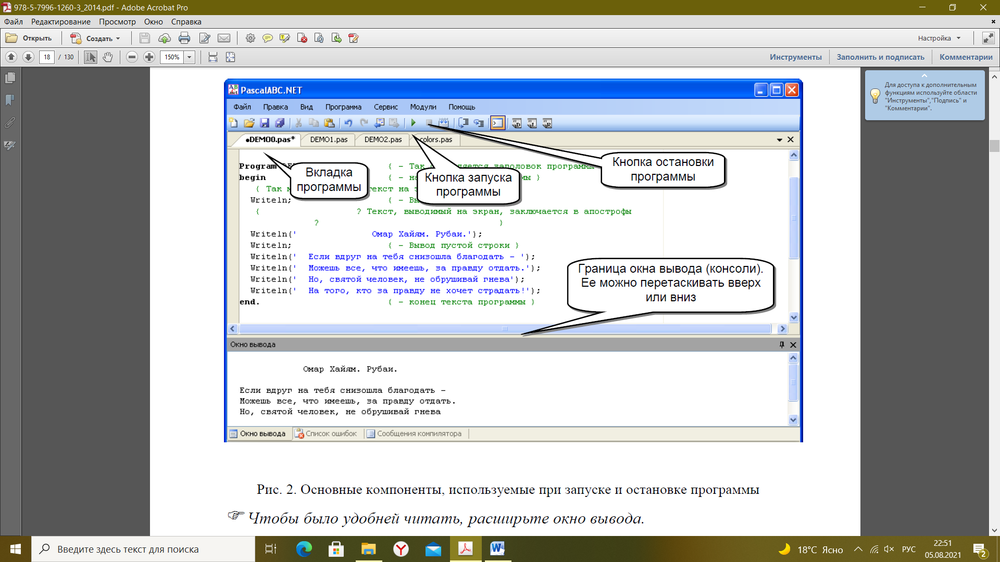 978-5-7996-1260-3_2014.pdf - Adobe Acrobat Pro
Файл Редактирование Просмотр Окно Справка
Открыть Создать Настройка
18 / 130 150% Инструменты Заполнить и подписать Комментарии
Для доступа к дополнительным
функциям используйте области
"Инструменты","Подпись" и
"Комментарии".
PascalABC.NET
Файл Правка Вид Программа Сервис Модули Помощь
●DEMO0.pas* DEMO1.pas DEMO2.pas colors.pas
Вкладка
программы
Кнопка запуска
программы
Кнопка остановки
программы
Program { - Так заголовок программы
begin { -
{ Так текст на
Writeln; { -
{ ? Текст, выводимый на экран, заключается в апострофы
? }
Writeln(' Омар Хайям. Рубаи.');
Writeln; { - Вывод пустой строки }
Writeln(' Если вдруг на тебя снизошла благодать - ');
Writeln(' Можешь все, что имеешь, за правду отдать.');
Writeln(' Но, святой человек, не обрушивай гнева');
Writeln(' На того, кто за правду не хочет страдать!');
end. { - конец текста программы }
Граница окна вывода (консоли).
Ее можно перетаскивать вверх
или вниз
Окно вывода
Омар Хайям. Рубаи.
Если вдруг на тебя снизошла благодать -
Можешь все, что имеешь, за правду отдать.
Но, святой человек, не обрушивай гнева
Окно вывода Список ошибок Сообщения компилятора
Рис. 2. Основные компоненты, используемые при запуске и остановке программы
☞ Чтобы было удобней читать, расширьте окно вывода.
Введите здесь текст для поиска
18°C Ясно РУС 22:51
05.08.2021
2